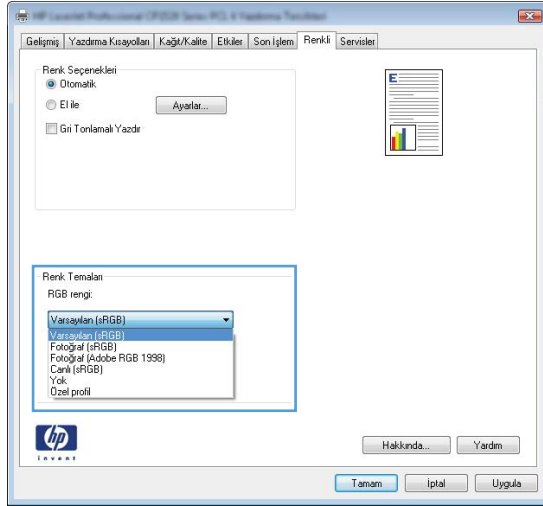 Gelişmiş Yazdırma Kısayolları Kağıt/Kalite Etkiler Son İşlem Renkli Servisler
Renk Seçenekleri
Otomatik
El ile
Ayarlar...
Gri Tonlamalı Yazdır
E
Renk Temaları
RGB rengi:
Varsayılan (sRGB)
Varsayılan (sRGB)
Fotoğraf (sRGB)
Fotoğraf (Adobe RGB 1998)
Canlı (sRGB)
Yok
Özel profil
hp
invent
Hakkında... Yardım
Tamam İptal Uygula